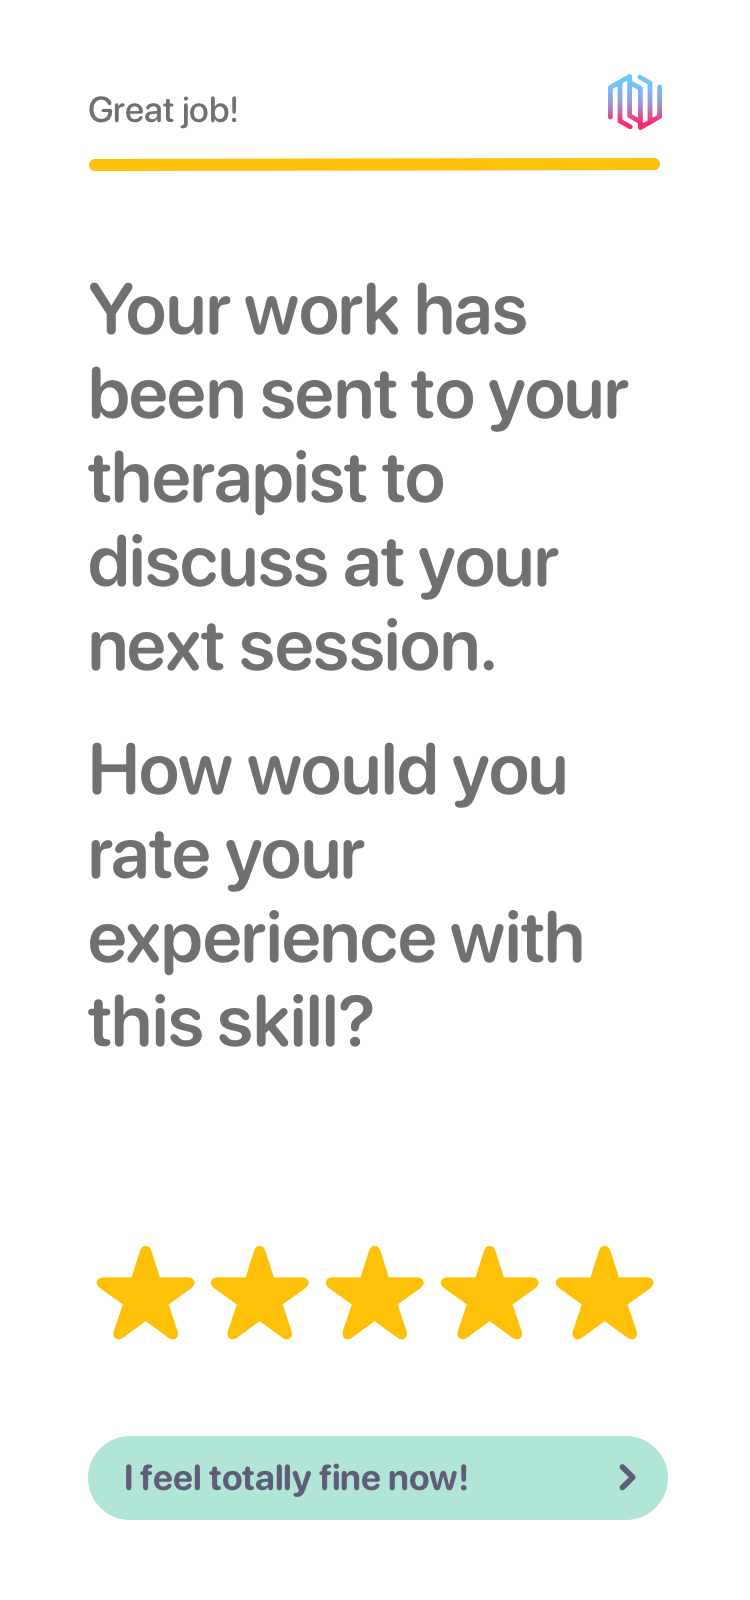 Great job!
Your work has
been sent to your
therapist to
discuss at your
next session.
How would you
rate your
experience with
this skill?
I feel totally fine now!